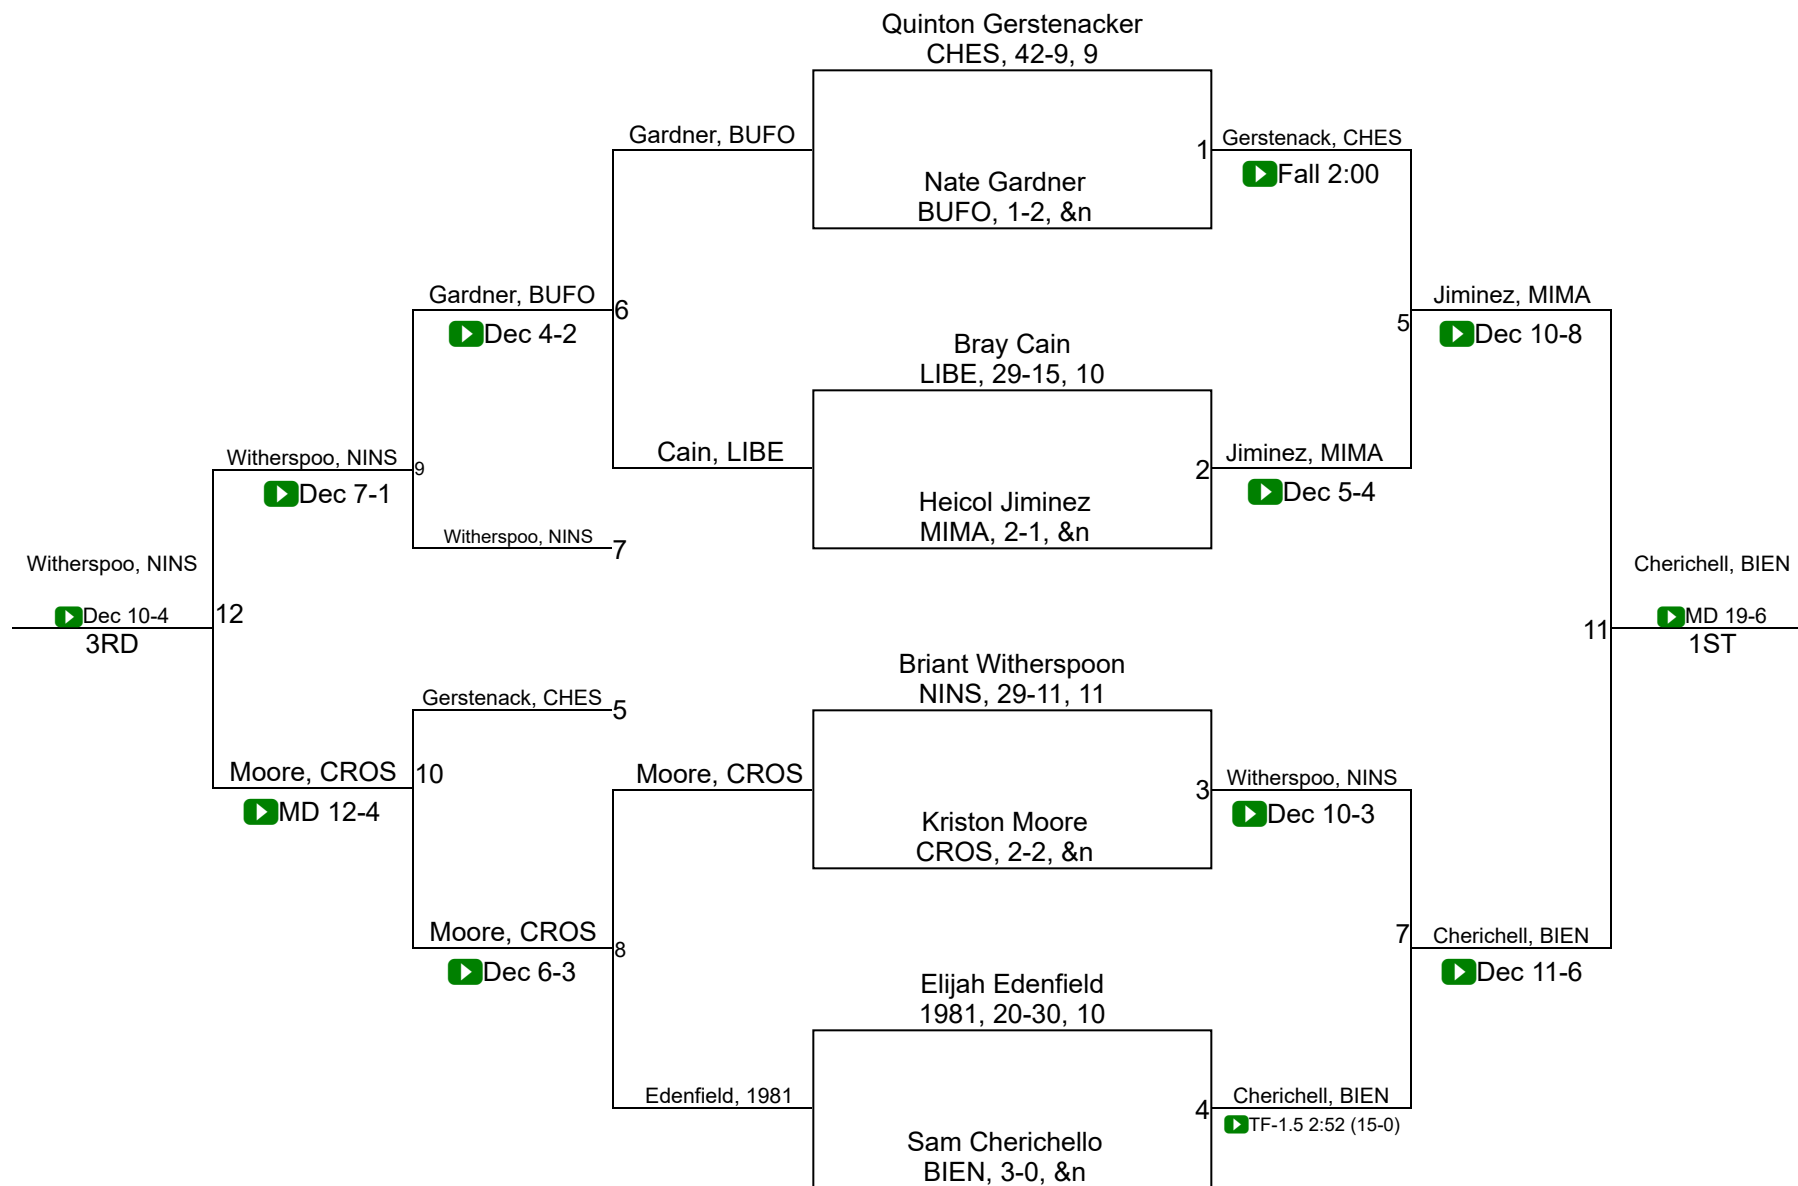 Quinton Gerstenacker
CHES, 42-9, 9
Gardner, BUFO
1
Gerstenack, CHES
Fall 2:00
Nate Gardner
BUFO, 1-2, &n
Gardner, BUFO
6
Dec 4-2
Jiminez, MIMA
5
Dec 10-8
Bray Cain
LIBE, 29-15, 10
Cain, LIBE
2
Jiminez, MIMA
Dec 5-4
Witherspoo, NINS
9
Dec 7-1
Heicol Jiminez
MIMA, 2-1, &n
Witherspoo, NINS
7
Witherspoo, NINS
Dec 10-4
3RD
12
Cherichell, BIEN
11
MD 19-6
1ST
Briant Witherspoon
NINS, 29-11, 11
Gerstenack, CHES
5
Moore, CROS
10
MD 12-4
Moore, CROS
3
Witherspoo, NINS
Dec 10-3
Kriston Moore
CROS, 2-2, &n
Moore, CROS
8
Dec 6-3
7
Cherichell, BIEN
Dec 11-6
Elijah Edenfield
1981, 20-30, 10
Edenfield, 1981
4
Cherichell, BIEN
TF-1.5 2:52 (15-0)
Sam Cherichello
BIEN, 3-0, &n